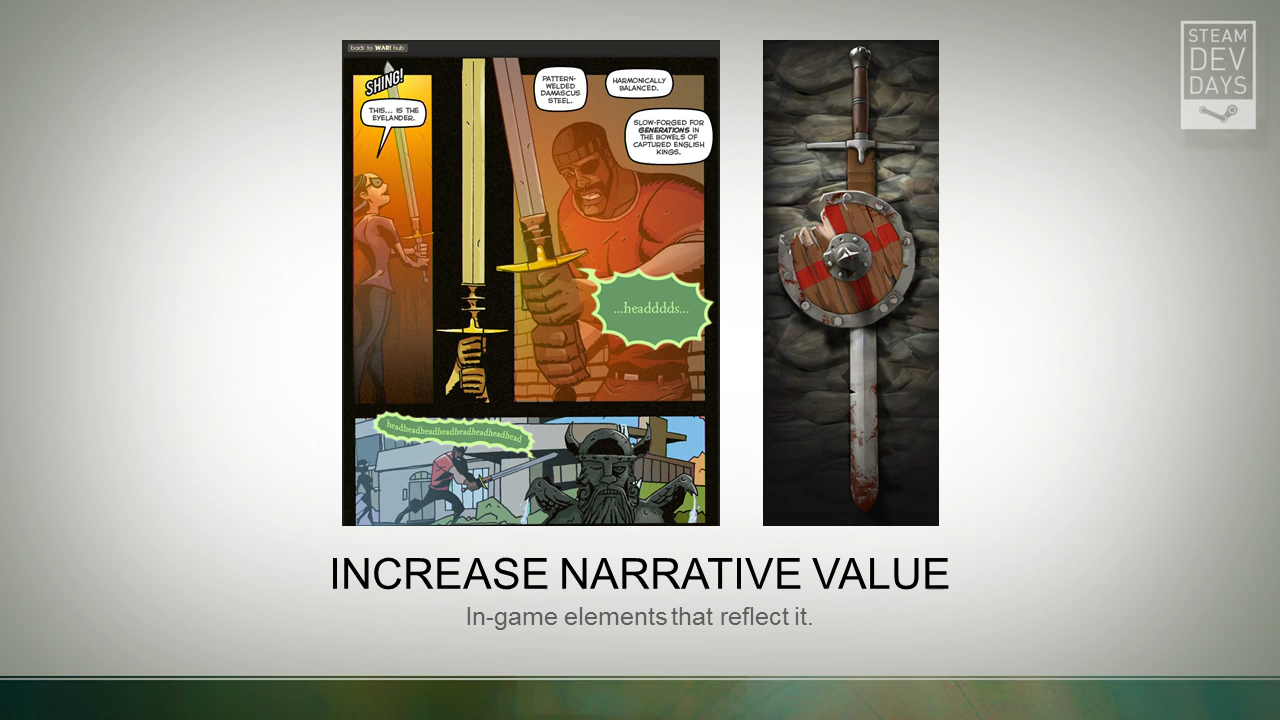 STEAM
DEV
DAYS
back to WAR! hub
SHING!
THIS... IS THE
EYELANDER.
PATTERN-
WELDED
DAMASCUS
STEEL.
HARMONICALLY
BALANCED.
SLOW-FORGED FOR
GENERATIONS IN
THE BOWELS OF
CAPTURED ENGLISH
KINGS.
...headddds...
headheadheadheadheadheadheadhead
INCREASE NARRATIVE VALUE
In-game elements that reflect it.